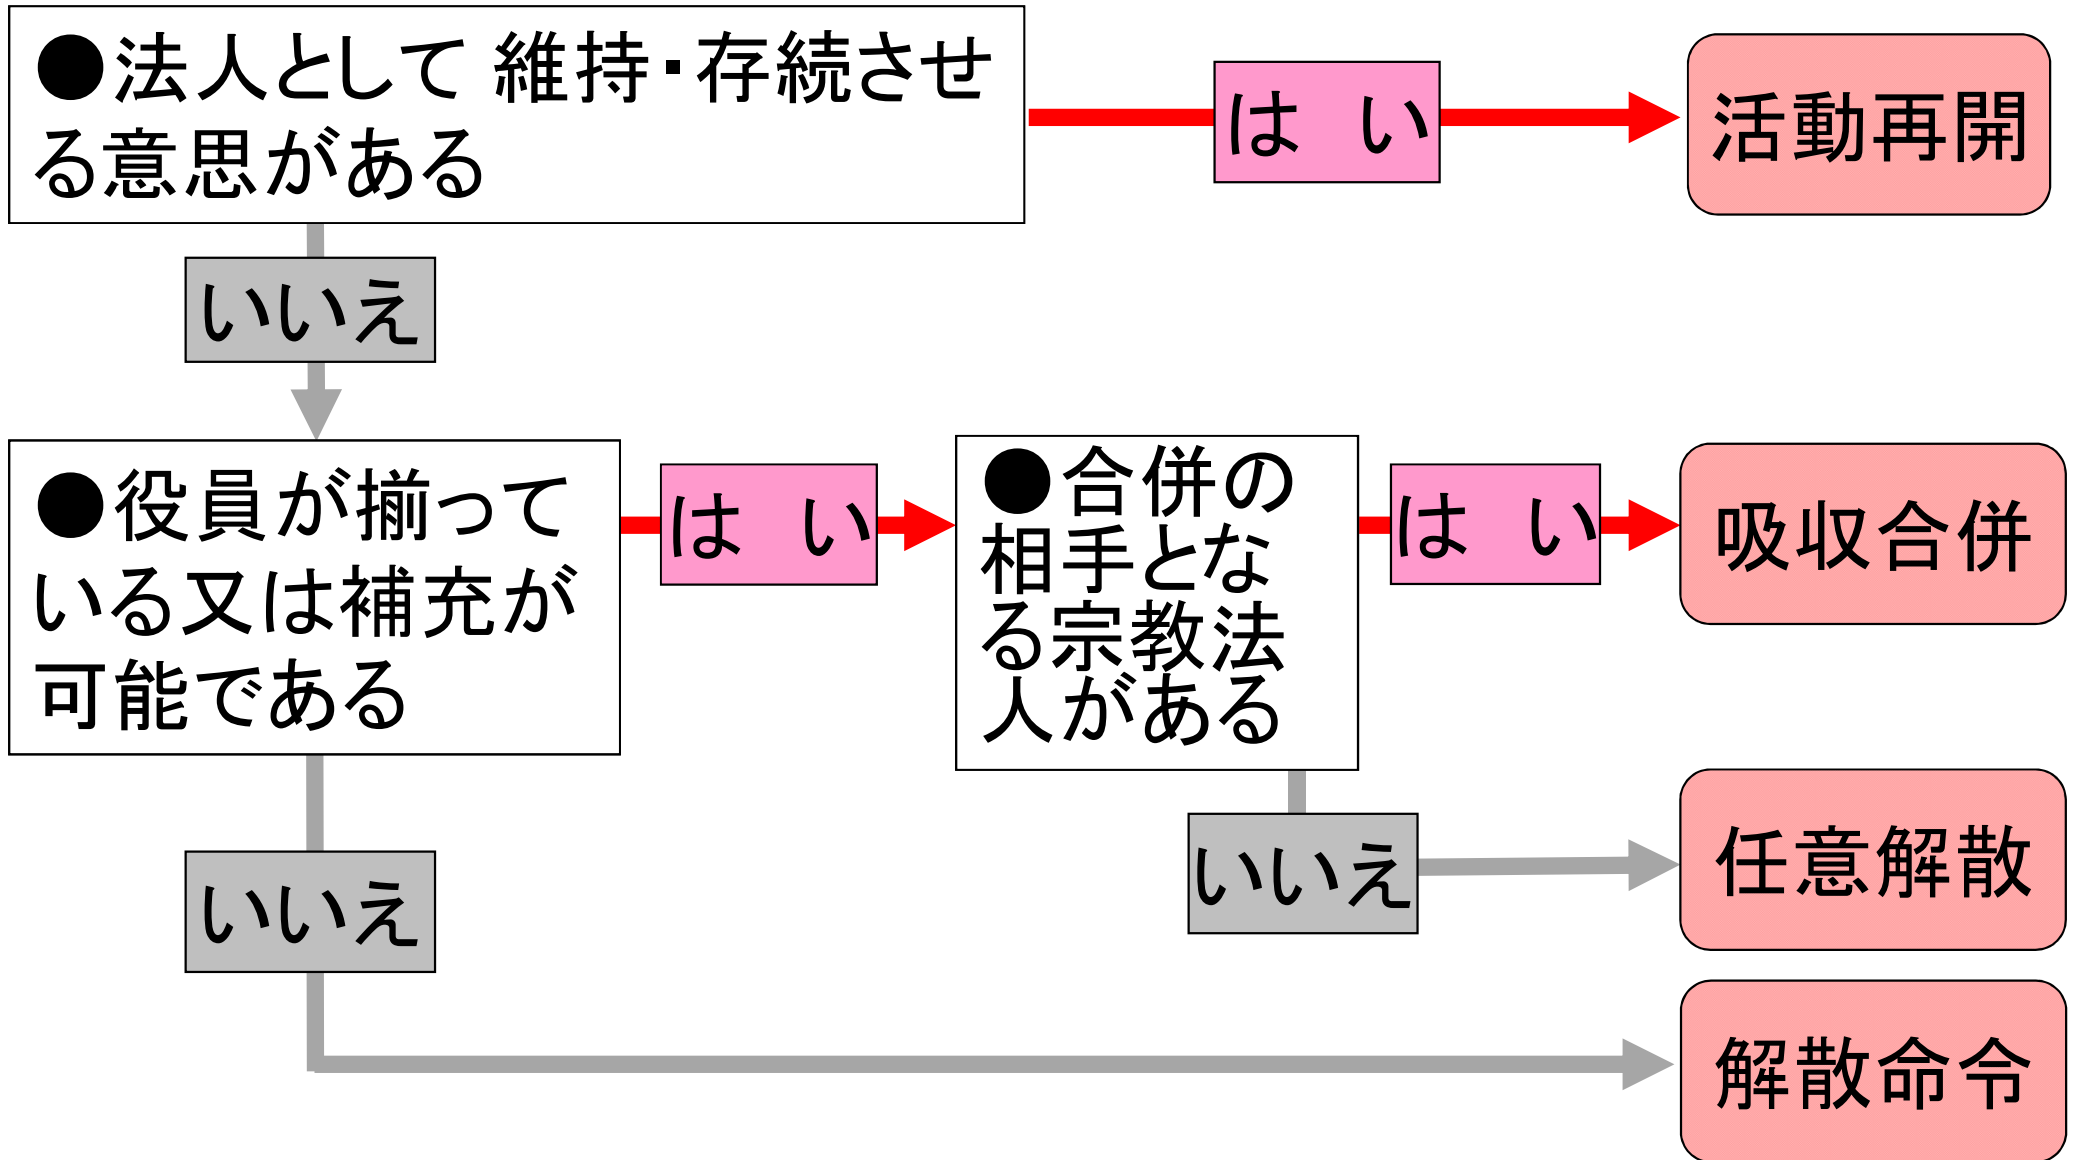 ●法人として 維持・存続させ
る意思がある
は　い
活動再開
いいえ
●役員が揃って
いる又は補充が
可能である
は　い
●合併の
相手とな
る宗教法
人がある
は　い
吸収合併
いいえ
任意解散
いいえ
解散命令